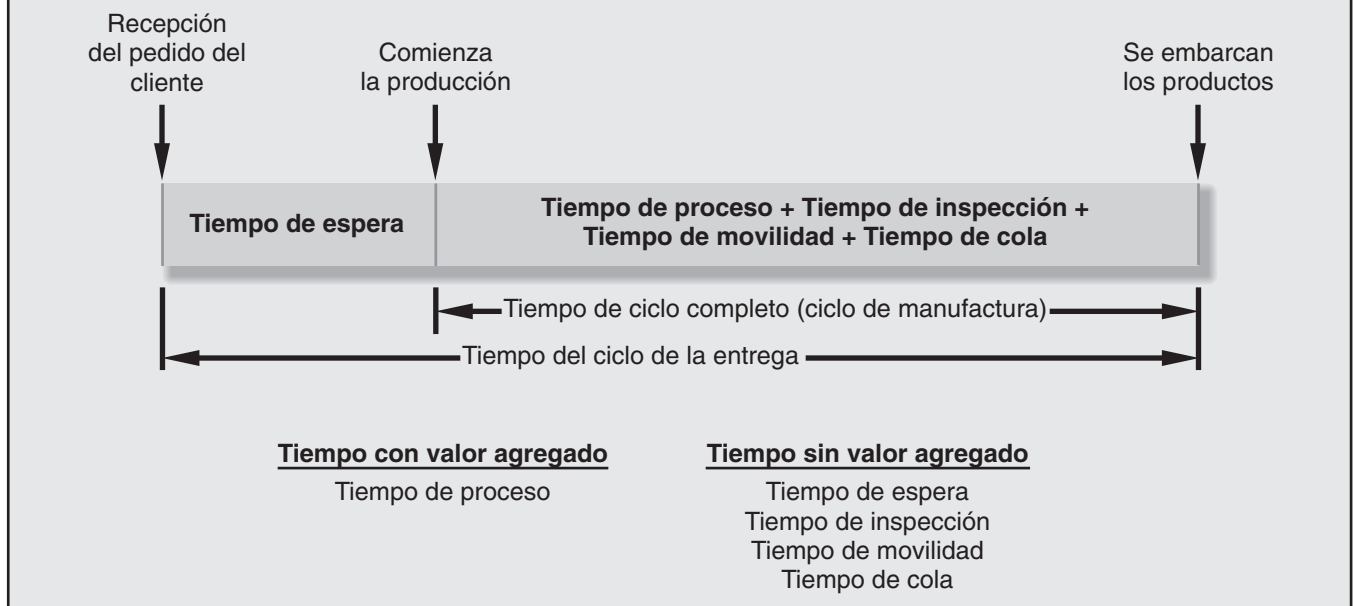 Recepción
del pedido del
cliente
Comienza
la producción
Se embarcan
los productos
Tiempo de espera
Tiempo de proceso + Tiempo de inspección +
Tiempo de movilidad + Tiempo de cola
Tiempo de ciclo completo (ciclo de manufactura)
Tiempo del ciclo de la entrega
Tiempo con valor agregado
Tiempo de proceso
Tiempo sin valor agregado
Tiempo de espera
Tiempo de inspección
Tiempo de movilidad
Tiempo de cola